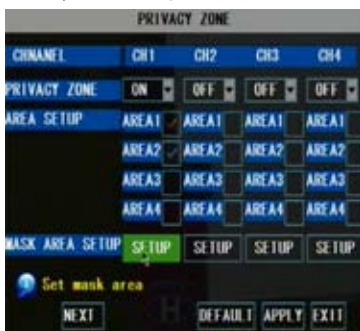 PRIVACY ZONE
CHNANEL CH1 CH2 CH3 CH4
PRIVACY ZONE ON OFF OFF OFF
AREA SETUP AREA1 AREA1 AREA1 AREA1
AREA2 AREA2 AREA2 AREA2
AREA3 AREA3 AREA3 AREA3
AREA4 AREA4 AREA4 AREA4
MASK AREA SETUP SETUP SETUP SETUP SETUP
Set mask area
NEXT DEFAULT APPLY EXIT